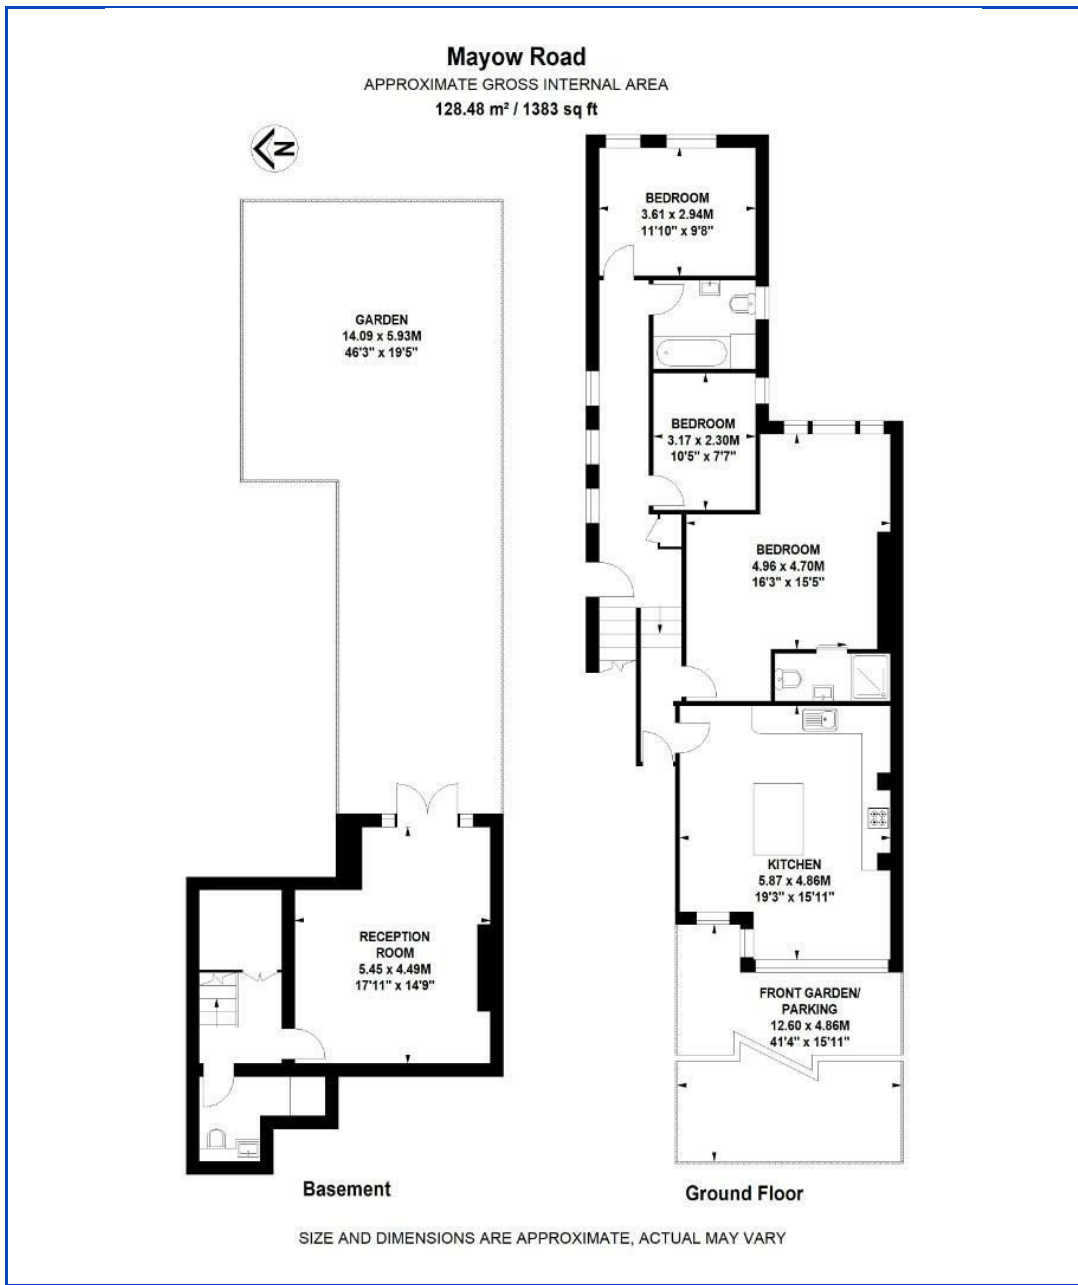 Mayow Road
APPROXIMATE GROSS INTERNAL AREA
128.48 m² / 1383 sq ft
N
GARDEN
14.09 x 5.93M
46'3" x 19'5"
RECEPTION
ROOM
5.45 x 4.49M
17'11" x 14'9"
Basement
BEDROOM
3.61 x 2.94M
11'10" x 9'8"
BEDROOM
3.17 x 2.30M
10'5" x 7'7"
BEDROOM
4.96 x 4.70M
16'3" x 15'5"
KITCHEN
5.87 x 4.86M
19'3" x 15'11"
FRONT GARDEN/
PARKING
12.60 x 4.86M
41'4" x 15'11"
Ground Floor
SIZE AND DIMENSIONS ARE APPROXIMATE, ACTUAL MAY VARY